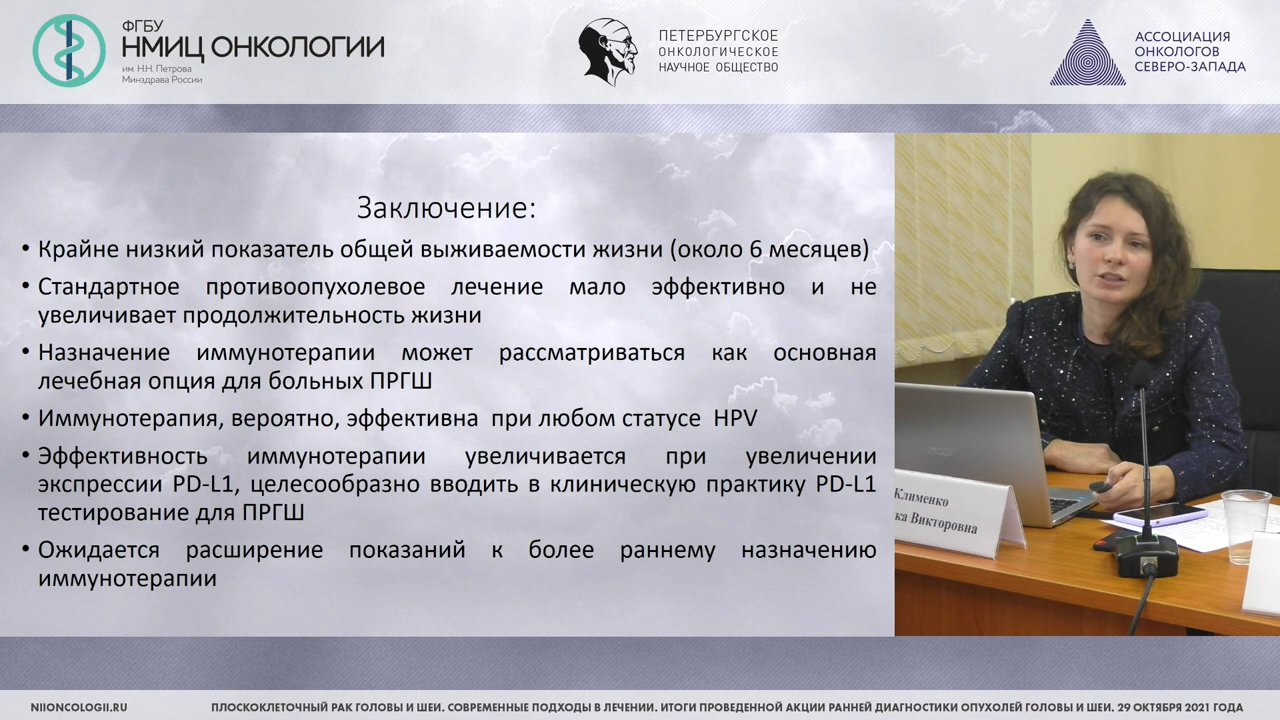 ФГБУ
НМИЦ ОНКОЛОГИИ
им. Н.Н. Петрова
Минздрава России
ПЕТЕРБУРГСКОЕ
ОНКОЛОГИЧЕСКОЕ
НАУЧНОЕ ОБЩЕСТВО
АССОЦИАЦИЯ
ОНКОЛОГОВ
СЕВЕРО-ЗАПАДА
Заключение:
• Крайне низкий показатель общей выживаемости жизни (около 6 месяцев)
• Стандартное противоопухолевое лечение мало эффективно и не
увеличивает продолжительность жизни
• Назначение иммунотерапии может рассматриваться как основная
лечебная опция для больных ПРГШ
• Иммунотерапия, вероятно, эффективна при любом статусе HPV
• Эффективность иммунотерапии увеличивается при увеличении
экспрессии PD-L1, целесообразно вводить в клиническую практику PD-L1
тестирование для ПРГШ
• Ожидается расширение показаний к более раннему назначению
иммунотерапии
Клименко
ка Викторовна
NIIONCOLOGII.RU
ПЛОСКОКЛЕТОЧНЫЙ РАК ГОЛОВЫ И ШЕИ. СОВРЕМЕННЫЕ ПОДХОДЫ В ЛЕЧЕНИИ. ИТОГИ ПРОВЕДЕННОЙ АКЦИИ РАННЕЙ ДИАГНОСТИКИ ОПУХОЛЕЙ ГОЛОВЫ И ШЕИ. 29 ОКТЯБРЯ 2021 ГОДА